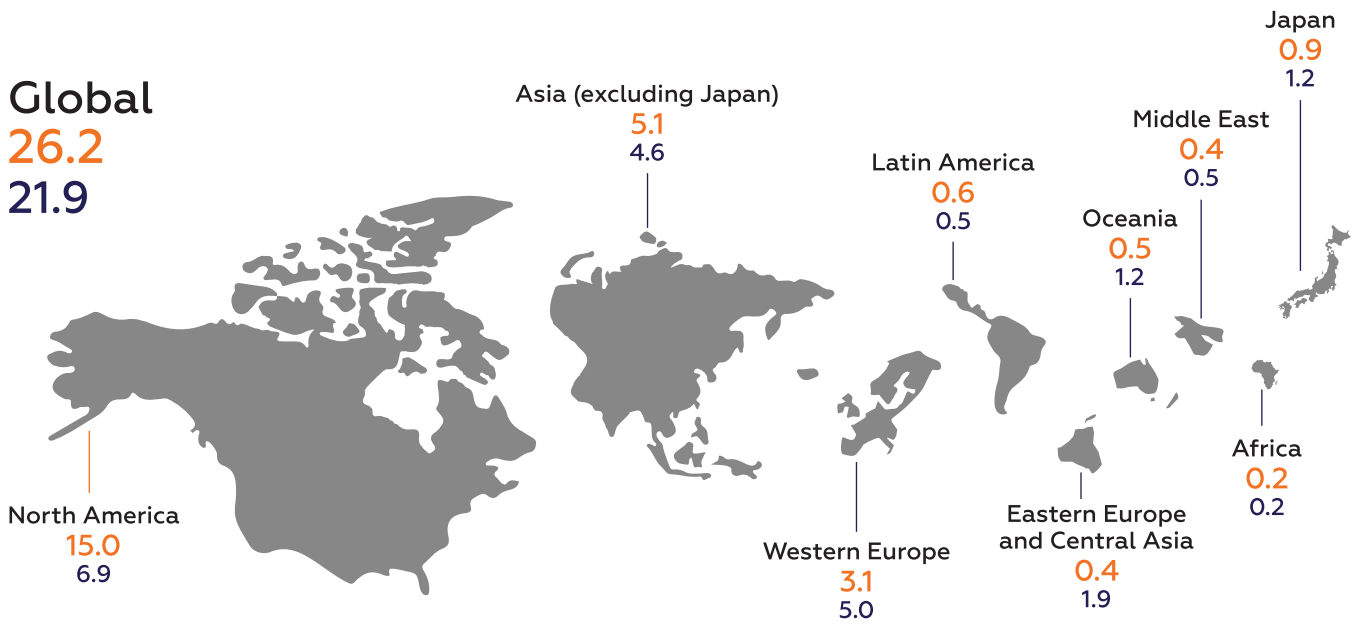 Global
26.2
21.9
North America
15.0
6.9
Asia (excluding Japan)
5.1
4.6
Western Europe
3.1
5.0
Latin America
0.6
0.5
Eastern Europe
and Central Asia
0.4
1.9
Oceania
0.5
1.2
Middle East
0.4
0.5
Africa
0.2
0.2
Japan
0.9
1.2